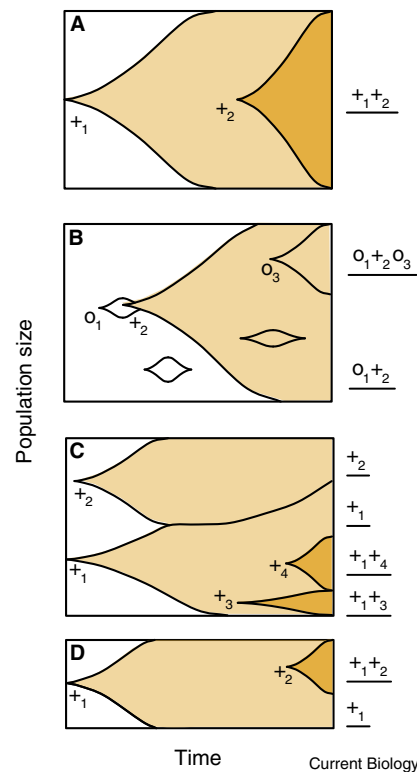 A
+₁
+₂
+₁+₂
B
o₁
+₂
o₃
o₁+₂o₃
o₁+₂
Population size
C
+₂
+₁
+₄
+₃
+₂
+₁
+₁+₄
+₁+₃
D
+₁
+₂
+₁+₂
+₁
Time
Current Biology